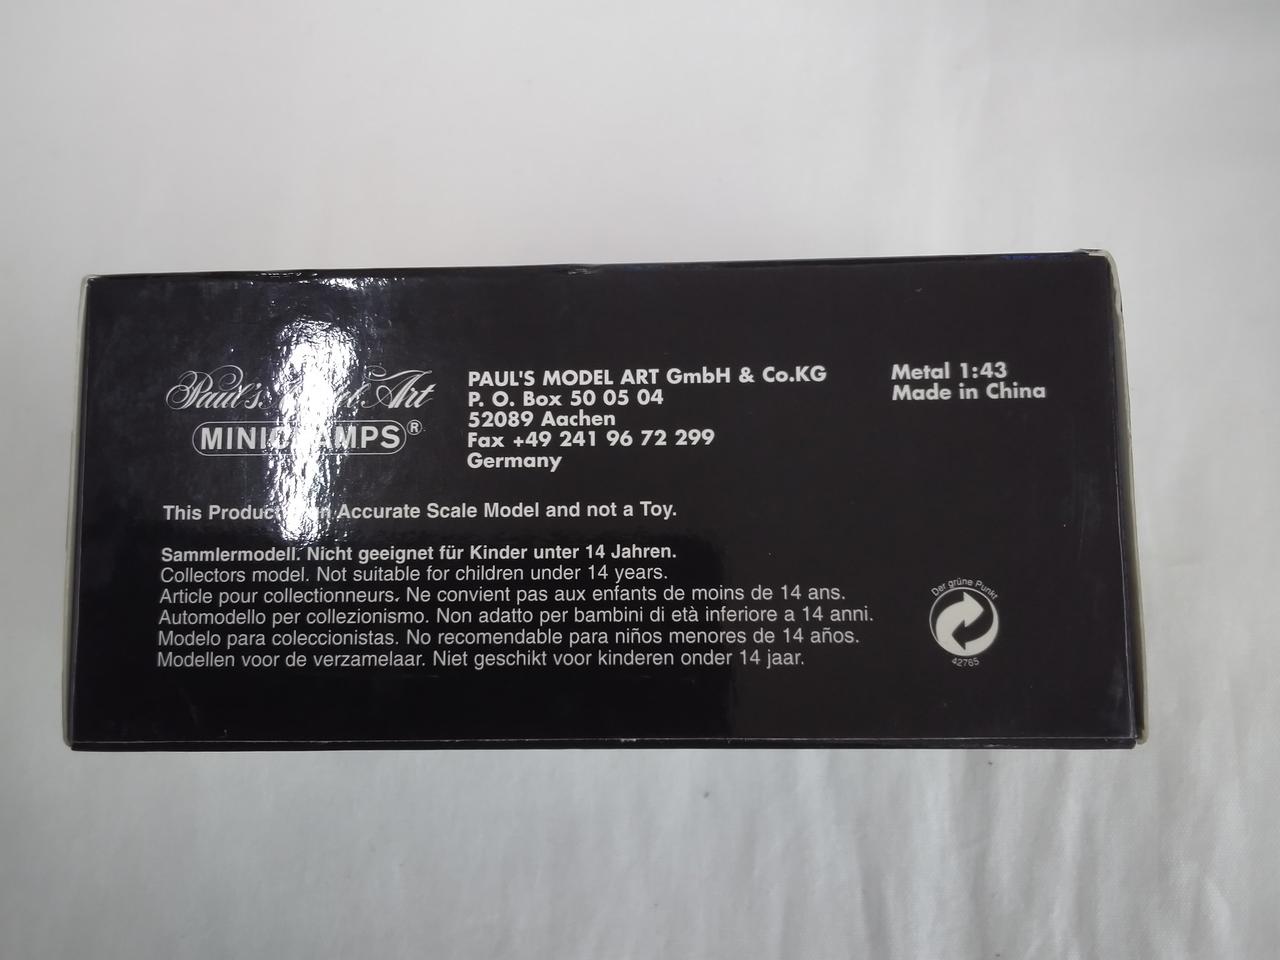 Paul's Model Art
MINICHAMPS®
PAUL'S MODEL ART GmbH & Co.KG
P. O. Box 50 05 04
52089 Aachen
Fax +49 241 96 72 299
Germany
Metal 1:43
Made in China
This Product Accurate Scale Model and not a Toy.
Sammlermodell. Nicht geeignet für Kinder unter 14 Jahren.
Collectors model. Not suitable for children under 14 years.
Article pour collectionneurs. Ne convient pas aux enfants de moins de 14 ans.
Automodello per collezionismo. Non adatto per bambini di età inferiore a 14 anni.
Modelo para coleccionistas. No recomendable para niños menores de 14 años.
Modellen voor de verzamelaar. Niet geschikt voor kinderen onder 14 jaar.
Der grüne Punkt
42765